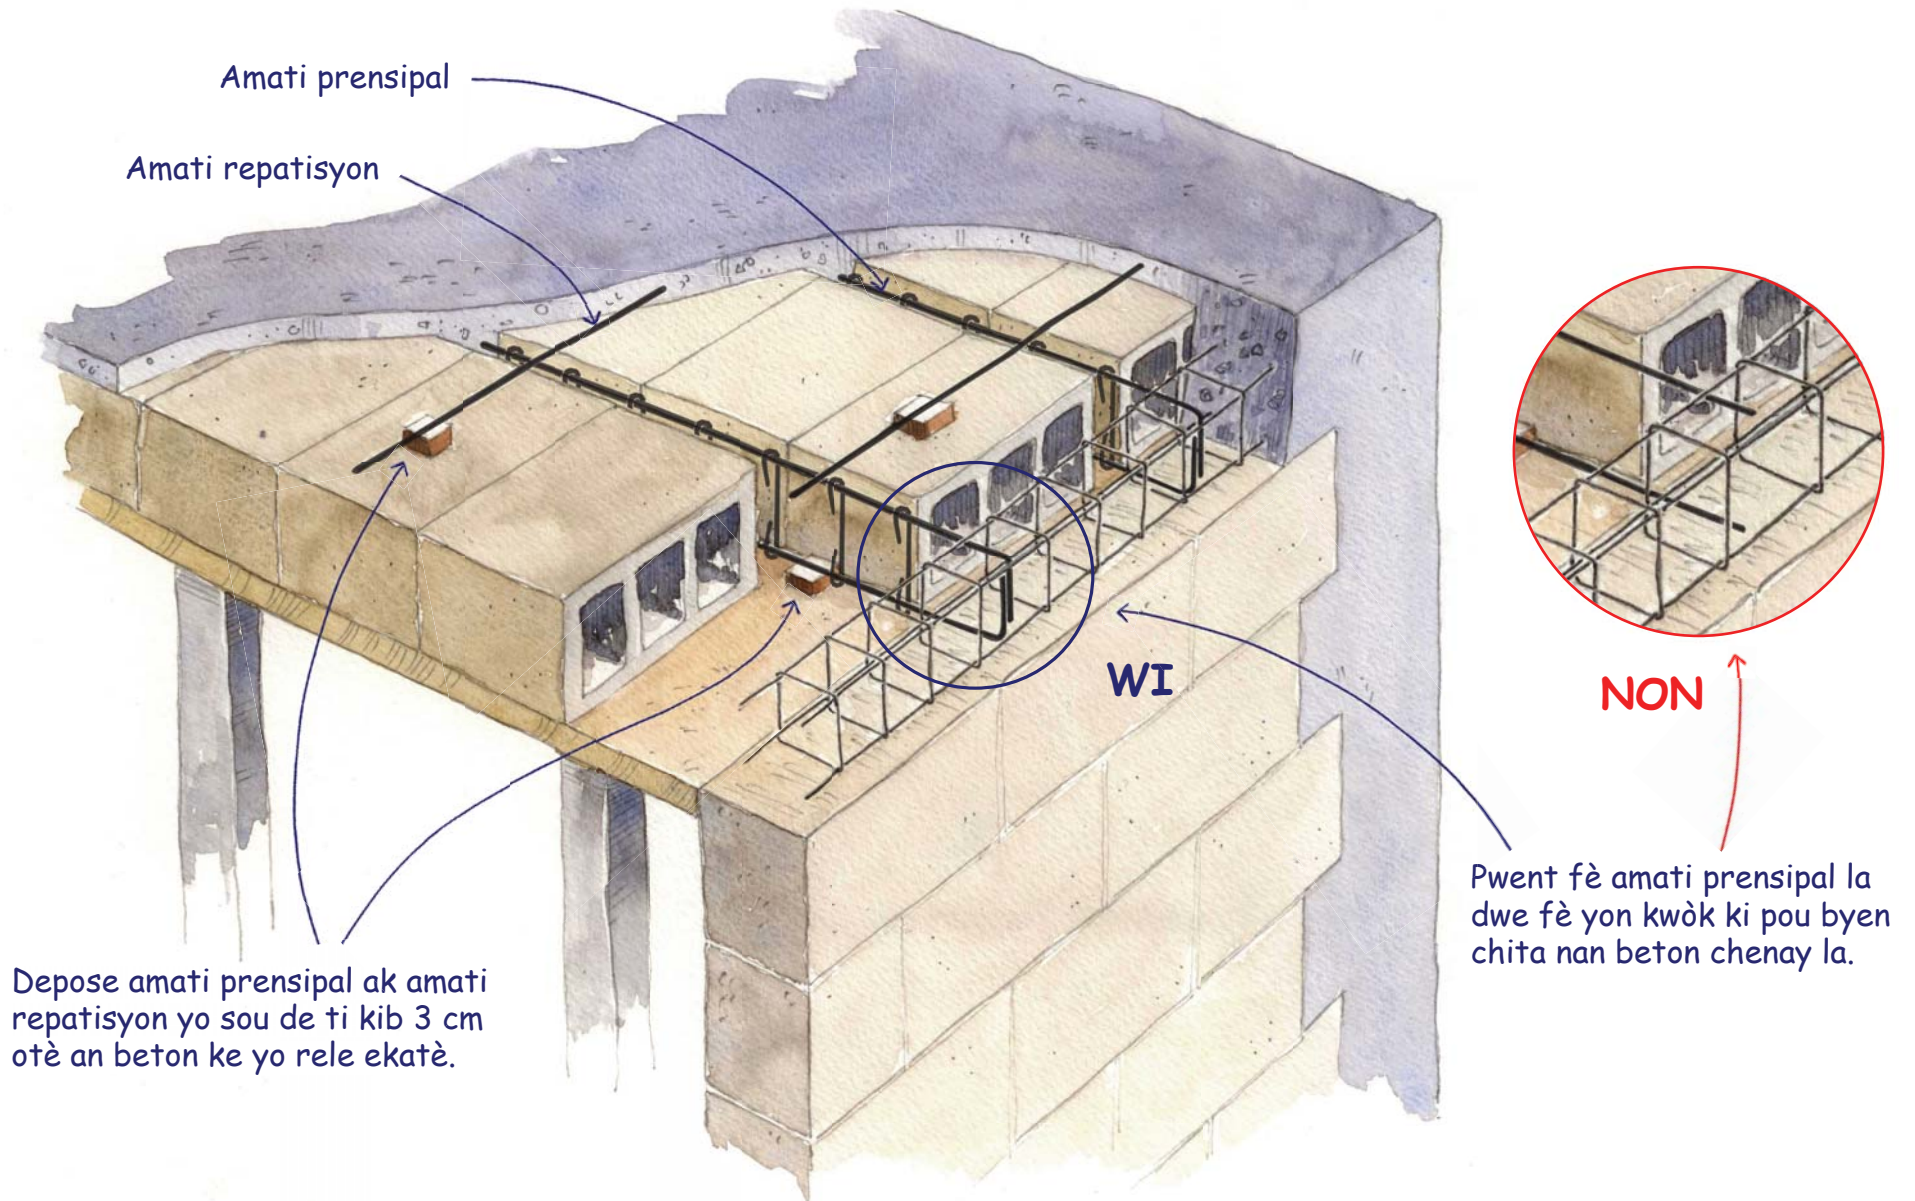 Amati prensipal
Amati repatisyon
WI
NON
Pwent fè amati prensipal la
dwe fè yon kwòk ki pou byen
chita nan beton chenay la.
Depose amati prensipal ak amati
repatisyon yo sou de ti kib 3 cm
otè an beton ke yo rele ekatè.